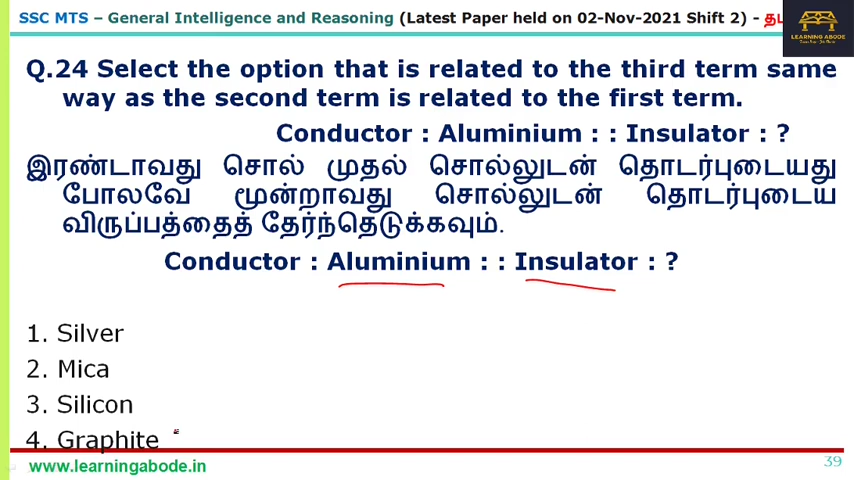 SSC MTS – General Intelligence and Reasoning (Latest Paper held on 02-Nov-2021 Shift 2) -
LEARNING ABODE
Q.24 Select the option that is related to the third term same
way as the second term is related to the first term.
Conductor : Aluminium : : Insulator : ?
இரண்டாவது சொல் முதல் சொல்லுடன் தொடர்புடையது
போலவே மூன்றாவது சொல்லுடன் தொடர்புடைய
விருப்பத்தைத் தேர்ந்தெடுக்கவும்.
Conductor : Aluminium : : Insulator : ?
1. Silver
2. Mica
3. Silicon
4. Graphite
www.learningabode.in
39